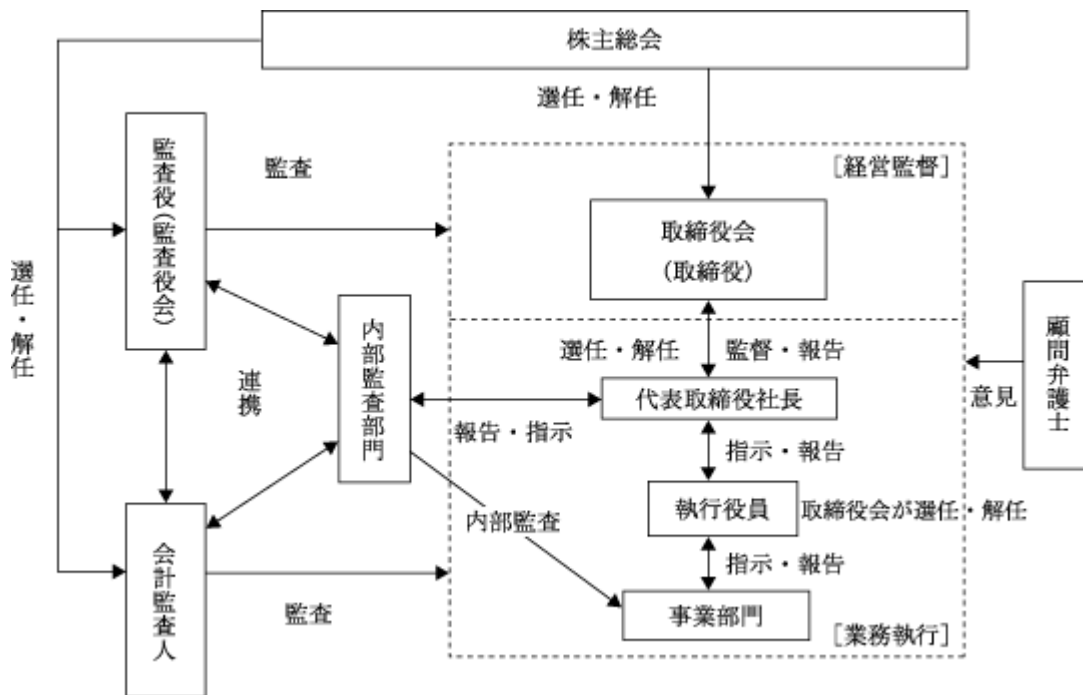 株主総会
選任・解任
監査役(監査役会)
監査
[経営監督]
取締役会
(取締役)
選任・解任
内部監査部門
連携
選任・解任
監督・報告
顧問弁護士
意見
代表取締役社長
報告・指示
指示・報告
執行役員
取締役会が選任・解任
内部監査
指示・報告
会計監査人
監査
事業部門
[業務執行]